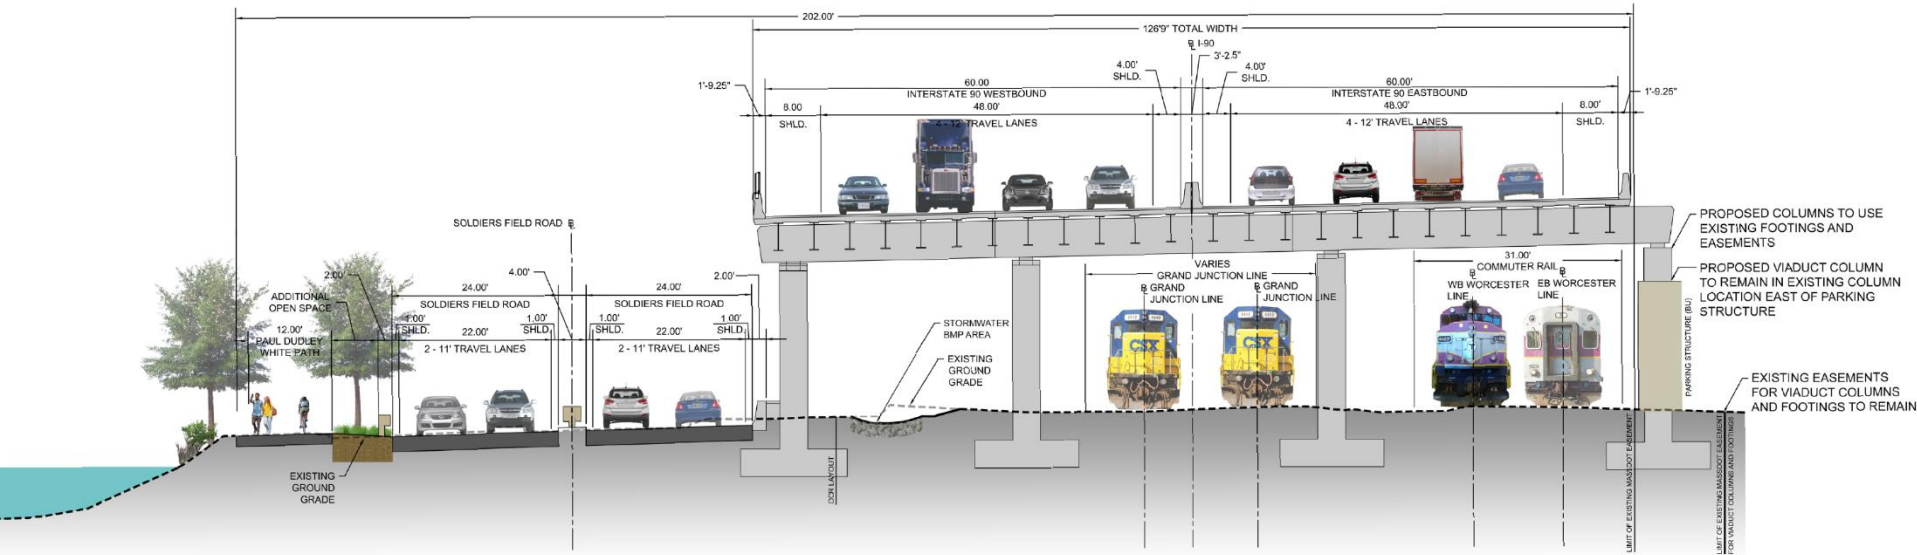 202.00'
126'9" TOTAL WIDTH
℄ I-90
3'-2.5"
4.00'
SHLD.
4.00'
SHLD.
1'-9.25"
60.00
INTERSTATE 90 WESTBOUND
60.00'
INTERSTATE 90 EASTBOUND
1'-9.25"
8.00
SHLD.
48.00'
4 - 12' TRAVEL LANES
48.00'
4 - 12' TRAVEL LANES
8.00'
SHLD.
SOLDIERS FIELD ROAD ℄
PROPOSED COLUMNS TO USE
EXISTING FOOTINGS AND
EASEMENTS
PROPOSED VIADUCT COLUMN
TO REMAIN IN EXISTING COLUMN
LOCATION EAST OF PARKING
STRUCTURE
VARIES
GRAND JUNCTION LINE
℄ GRAND
JUNCTION LINE
℄ GRAND
JUNCTION LINE
31.00'
COMMUTER RAIL
℄
WB WORCESTER
LINE
℄
EB WORCESTER
LINE
2.00'
24.00'
SOLDIERS FIELD ROAD
4.00'
24.00'
SOLDIERS FIELD ROAD
2.00'
ADDITIONAL
OPEN SPACE
12.00'
PAUL DUDLEY
WHITE PATH
1.00'
SHLD.
22.00'
2 - 11' TRAVEL LANES
1.00'
SHLD.
1.00'
SHLD.
22.00'
2 - 11' TRAVEL LANES
1.00'
SHLD.
STORMWATER
BMP AREA
EXISTING
GROUND
GRADE
CSX
CSX
PARKING STRUCTURE (BU)
EXISTING EASEMENTS
FOR VIADUCT COLUMNS
AND FOOTINGS TO REMAIN
EXISTING
GROUND
GRADE
DCR LAYOUT
LIMIT OF EXISTING MASSDOT EASEMENT
LIMIT OF EXISTING MASSDOT EASEMENT
FOR VIADUCT COLUMNS AND FOOTINGS